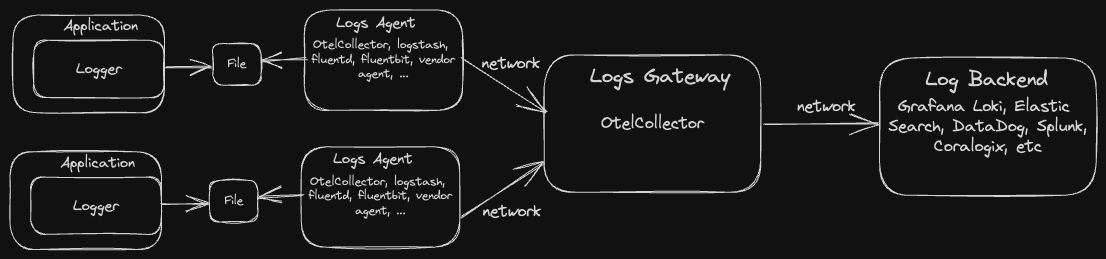 Application
Logger
File
Logs Agent
OtelCollector, logstash,
fluentd, fluentbit, vendor
agent, ...
network
Application
Logger
File
Logs Agent
OtelCollector, logstash,
fluentd, fluentbit, vendor
agent, ...
network
Logs Gateway
OtelCollector
network
Log Backend
Grafana Loki, Elastic
Search, DataDog, Splunk,
Coralogix, etc